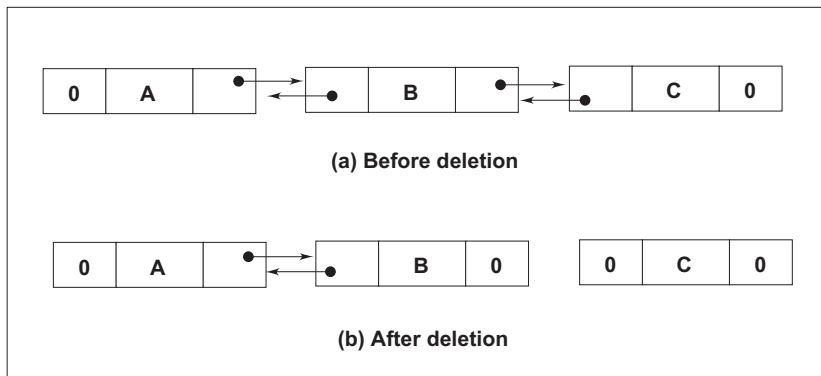 0 A B C 0
(a) Before deletion
0 A B 0 0 C 0
(b) After deletion